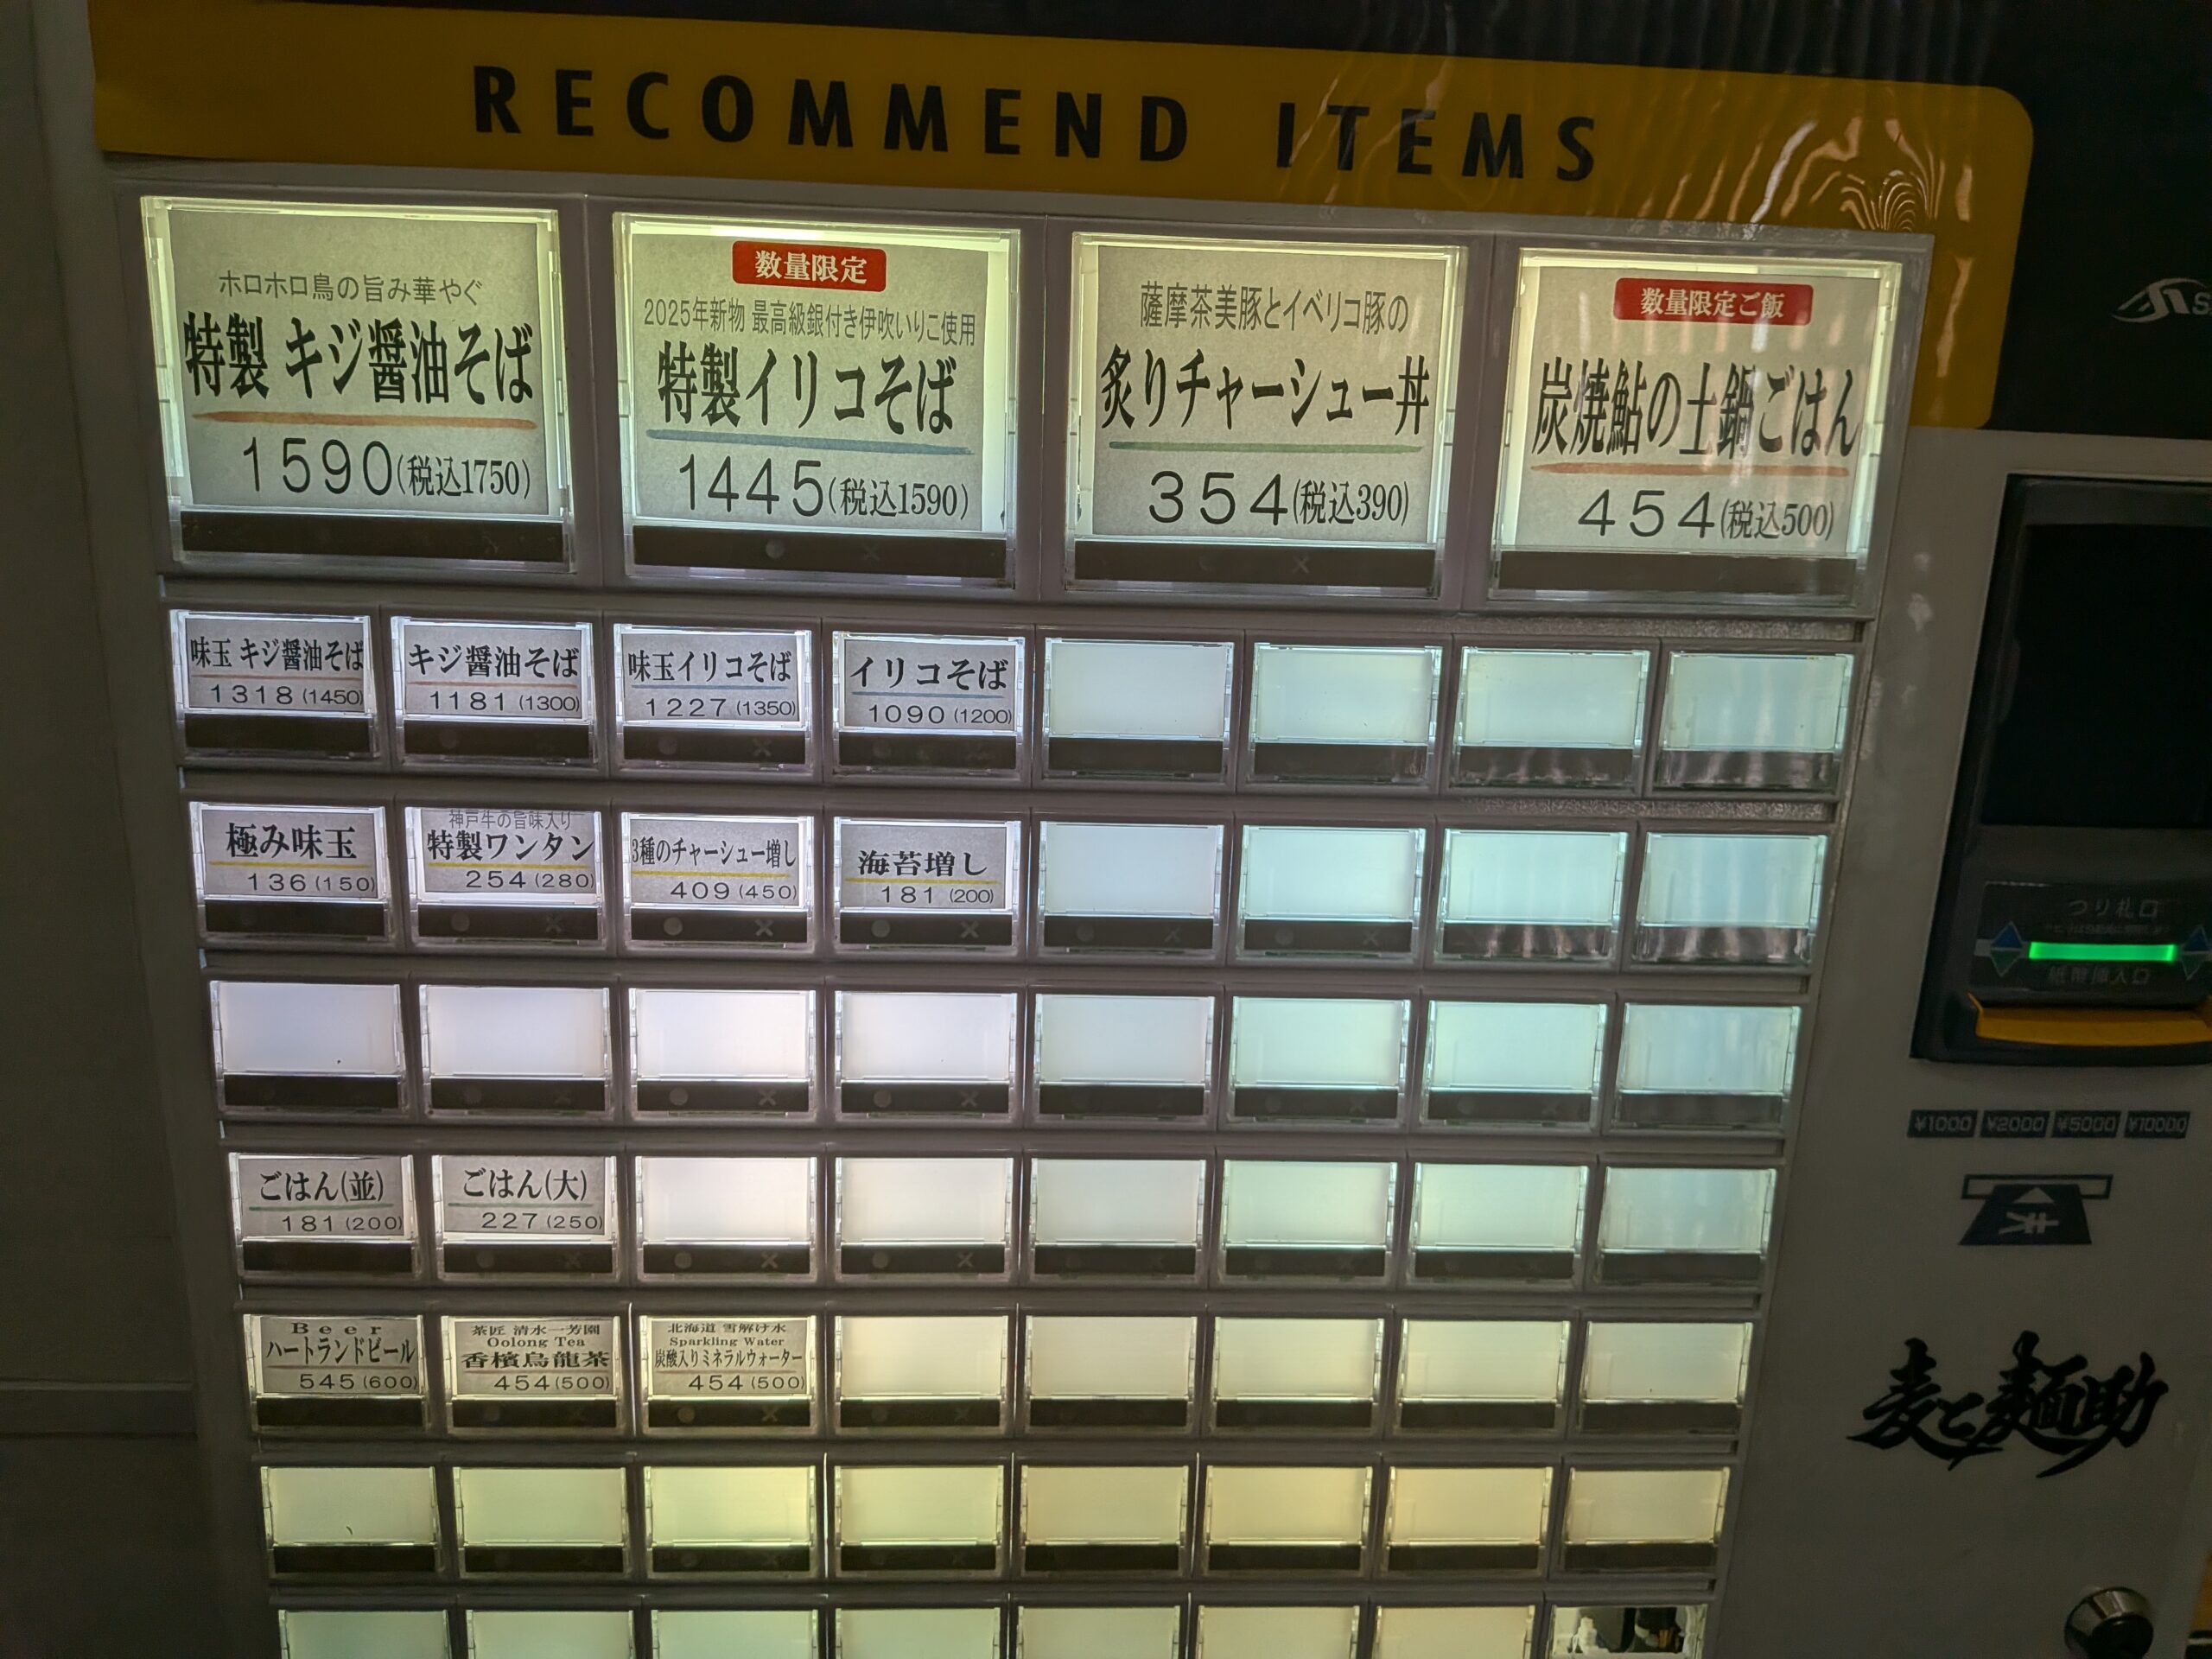 RECOMMEND ITEMS
ホロホロ鳥の旨み華やぐ
特製 キジ醤油そば
1590(税込1750)
数量限定
2025年新物 最高級銀付き伊吹いりこ使用
特製イリコそば
1445(税込1590)
薩摩茶美豚とイベリコ豚の
炙りチャーシュー丼
354(税込390)
数量限定ご飯
炭焼鮎の土鍋ごはん
454(税込500)
味玉 キジ醤油そば
1318(1450)
キジ醤油そば
1181(1300)
味玉イリコそば
1227(1350)
イリコそば
1090(1200)
極み味玉
136(150)
神戸牛の旨味入り
特製ワンタン
254(280)
3種のチャーシュー増し
409(450)
海苔増し
181(200)
つり札口
紙幣挿入口
ごはん(並)
181(200)
ごはん(大)
227(250)
¥1000 ¥2000 ¥5000 ¥10000
Beer
ハートランドビール
545(600)
茶匠 清水一芳園
Oolong Tea
香檳烏龍茶
454(500)
北海道 雪解け水
Sparkling Water
炭酸入りミネラルウォーター
454(500)
麦と麺助